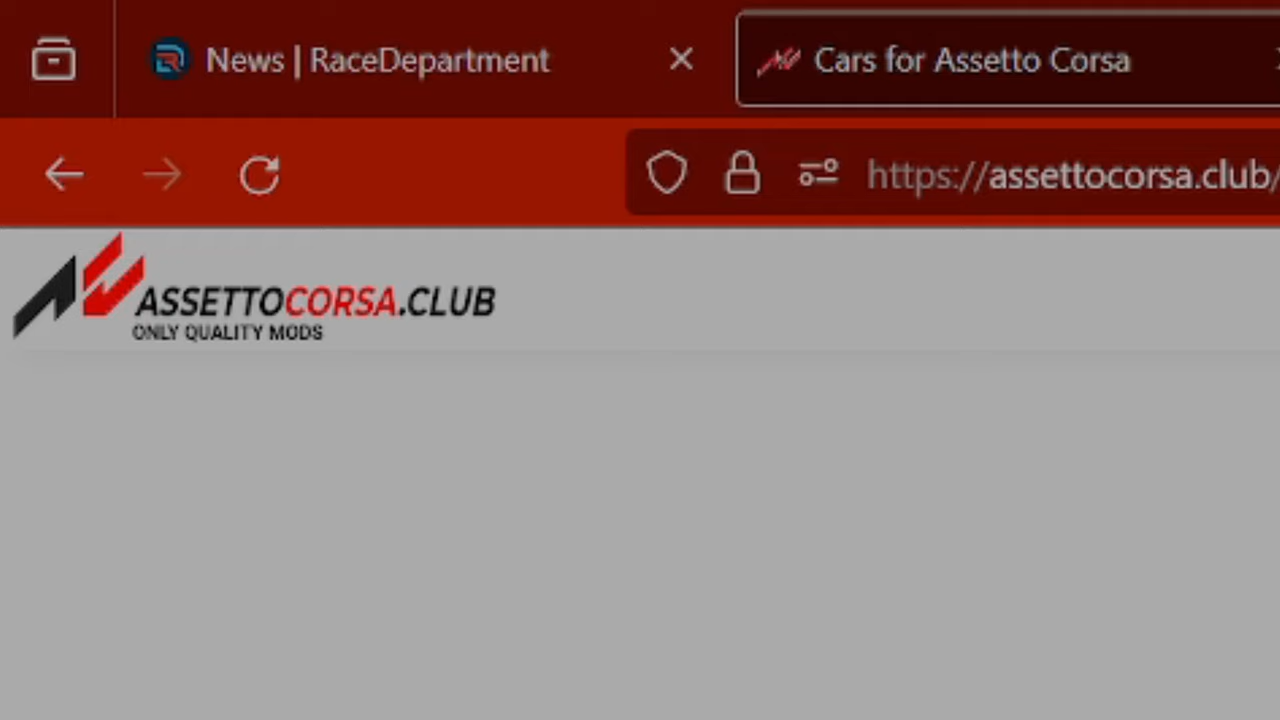 News | RaceDepartment
Cars for Assetto Corsa
https://assettocorsa.club/
ASSETTOCORSA.CLUB
ONLY QUALITY MODS